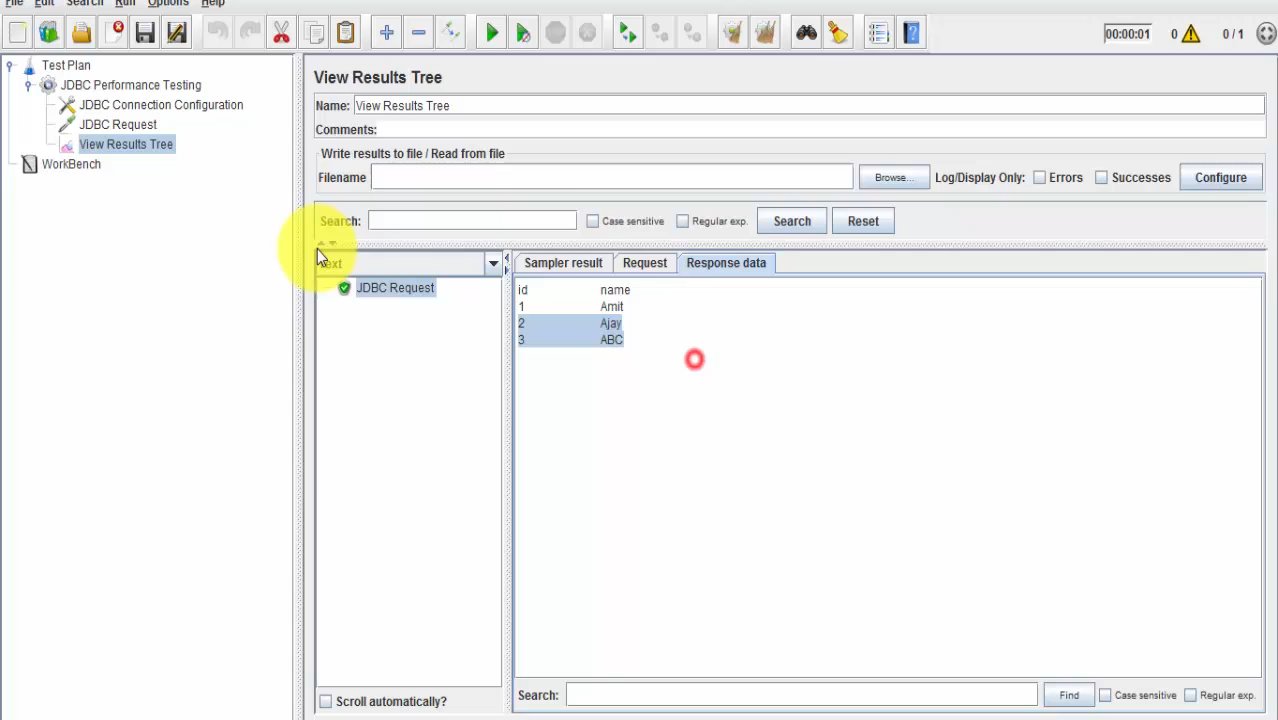 File Edit Search Run Options Help
00:00:01 0 0 / 1
Test Plan
JDBC Performance Testing
JDBC Connection Configuration
JDBC Request
View Results Tree
WorkBench
View Results Tree
Name: View Results Tree
Comments:
Write results to file / Read from file
Filename Browse... Log/Display Only: Errors Successes Configure
Search: Case sensitive Regular exp. Search Reset
Sampler result Request Response data
JDBC Request
id name
1 Amit
2 Ajay
3 ABC
Scroll automatically?
Search: Find Case sensitive Regular exp.